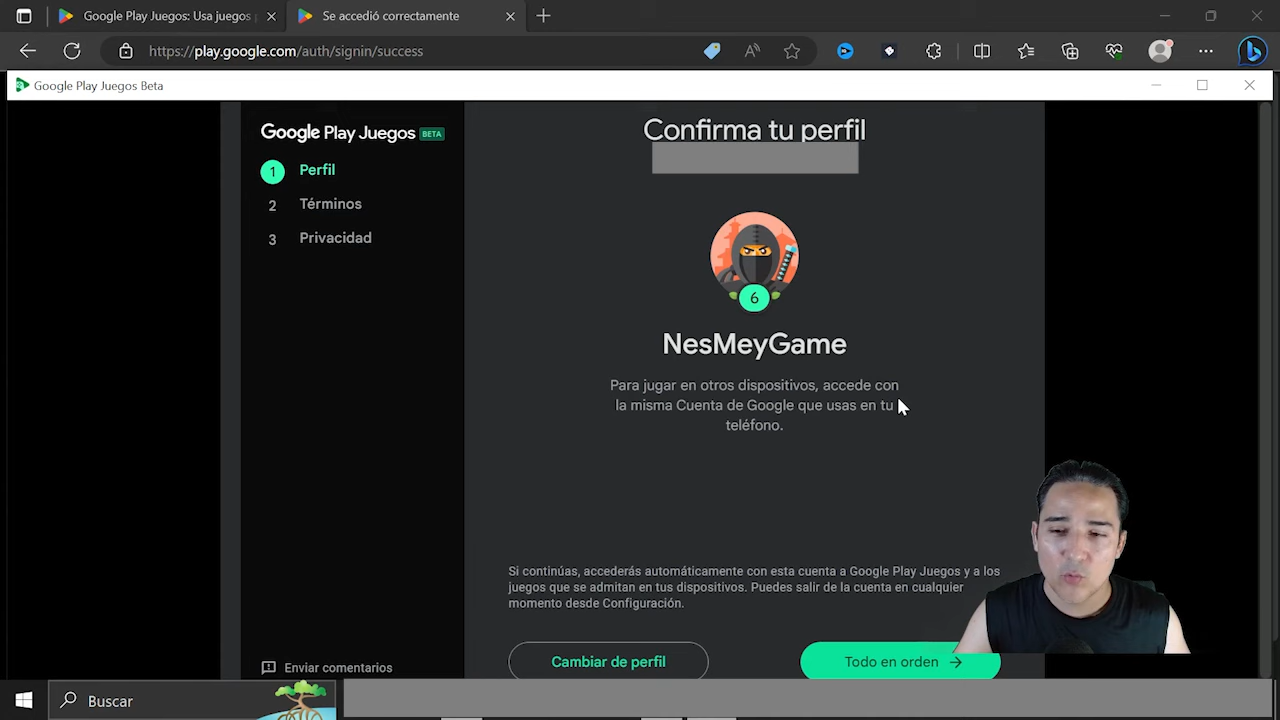 Google Play Juegos: Usa juegos
Se accedió correctamente
https://play.google.com/auth/signin/success
Google Play Juegos Beta
Google Play Juegos BETA
Confirma tu perfil
1 Perfil
2 Términos
3 Privacidad
6
NesMeyGame
Para jugar en otros dispositivos, accede con
la misma Cuenta de Google que usas en tu
teléfono.
Si continúas, accederás automáticamente con esta cuenta a Google Play Juegos y a los
juegos que se admitan en tus dispositivos. Puedes salir de la cuenta en cualquier
momento desde Configuración.
Cambiar de perfil
Todo en orden
Enviar comentarios
Buscar